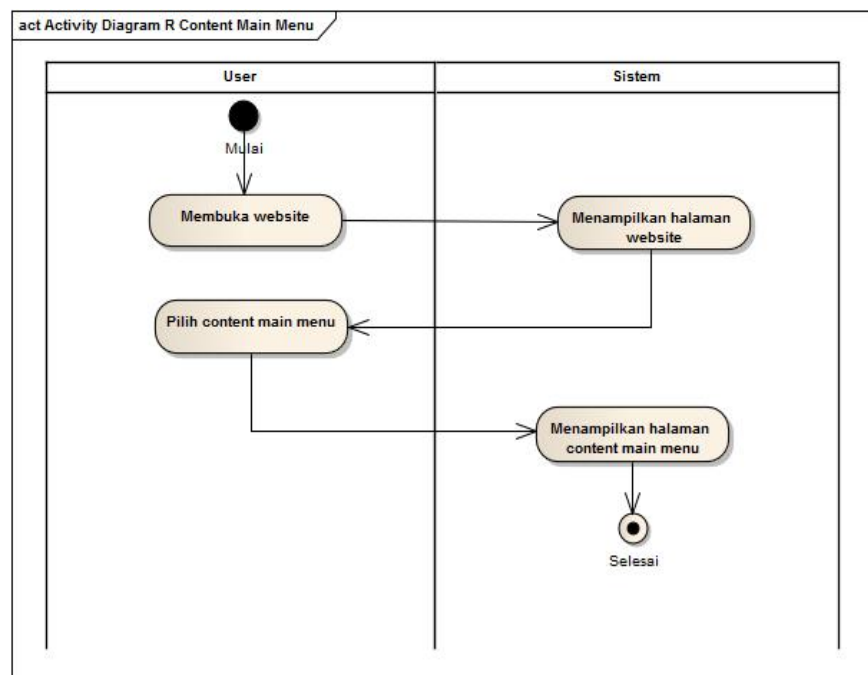 act Activity Diagram R Content Main Menu
User
Sistem
Mulai
Membuka website
Menampilkan halaman
website
Pilih content main menu
Menampilkan halaman
content main menu
Selesai